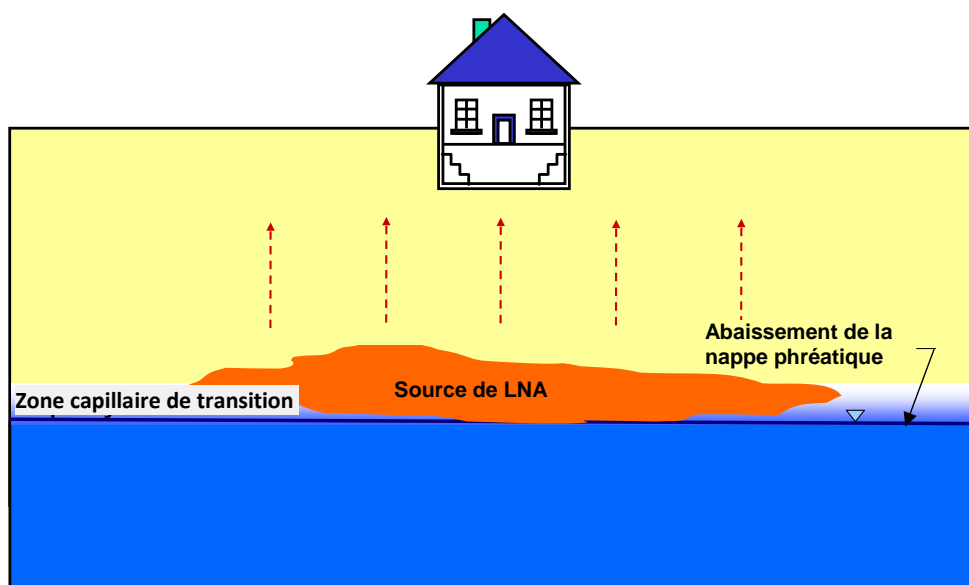 Abaissement de la
nappe phréatique
Source de LNA
Zone capillaire de transition